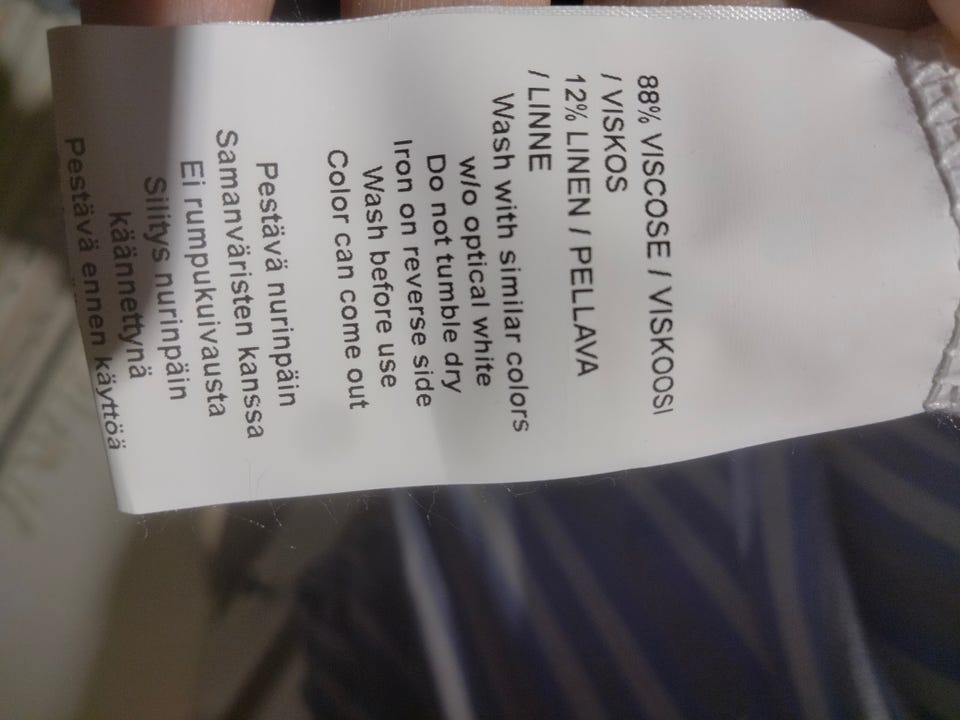 88% VISCOSE / VISKOOSI
/ VISKOS
12% LINEN / PELLAVA
/ LINNE
Wash with similar colors
w/o optical white
Do not tumble dry
Iron on reverse side
Wash before use
Color can come out
Pestävä nurinpäin
Samanväristen kanssa
Ei rumpukuivausta
Silitys nurinpäin
käännettynä
Pestävä ennen käyttöä